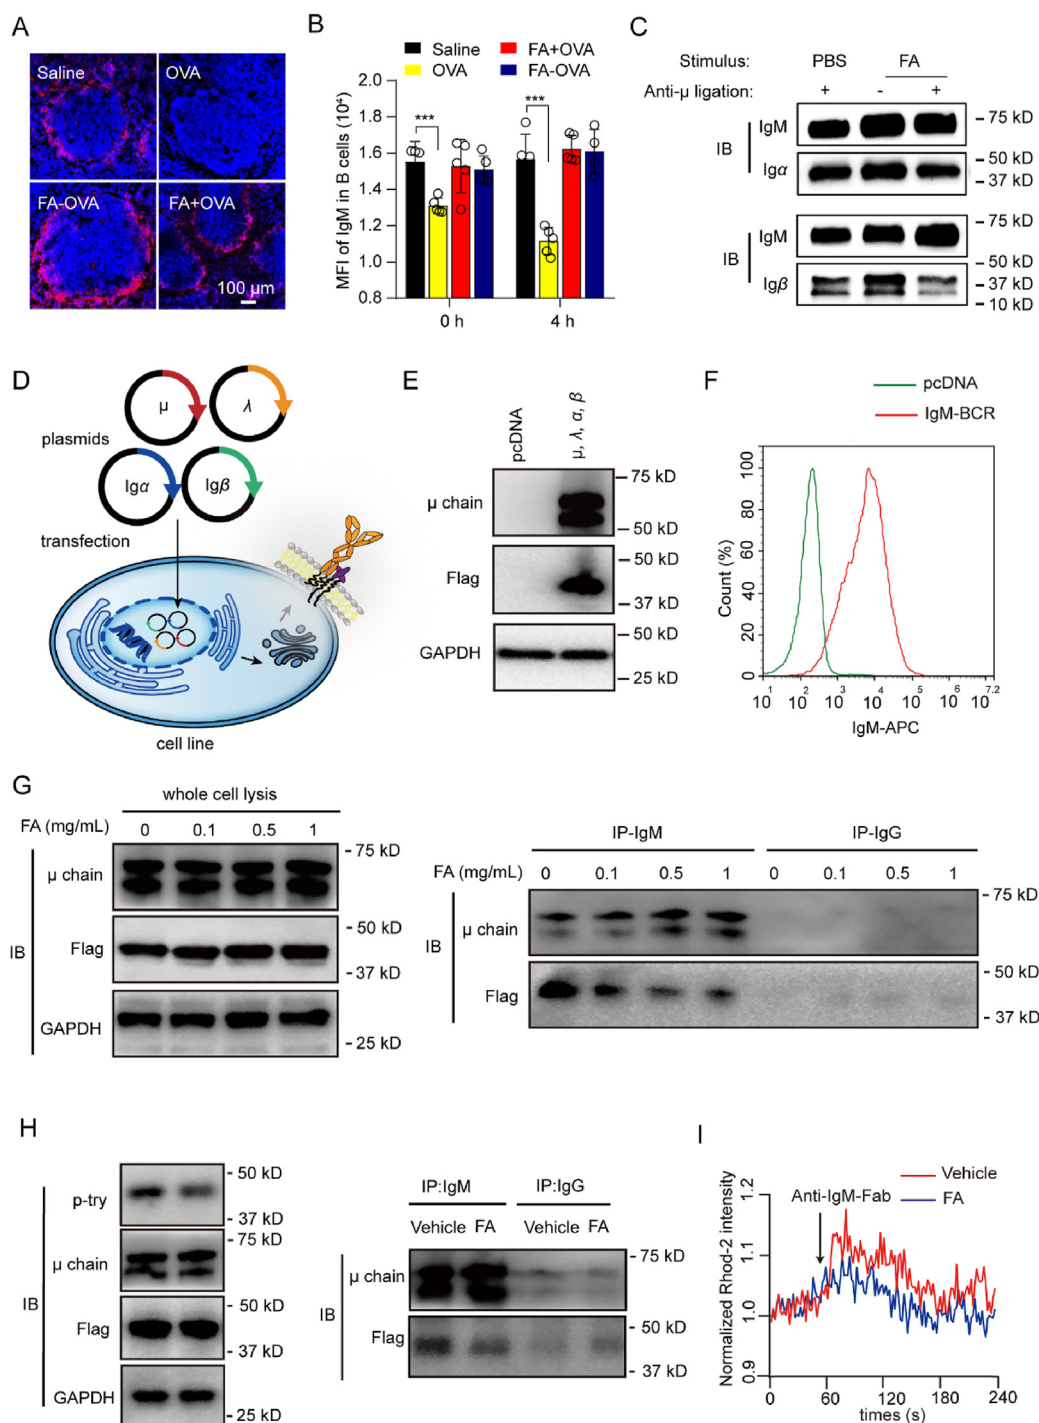 A
Saline
OVA
FA-OVA
FA+OVA
100 µm
B
Saline
FA+OVA
OVA
FA-OVA
MFI of IgM in B cells (10⁴)
2.0
1.8
1.6
1.4
1.2
1.0
0.8
***
***
0 h
4 h
C
Stimulus: PBS FA
Anti-µ ligation: + - +
IB
IgM
- 75 kD
Igα
- 50 kD
- 37 kD
IB
IgM
- 75 kD
- 50 kD
Igβ
- 37 kD
- 10 kD
D
µ
λ
plasmids
Igα
Igβ
transfection
cell line
E
pcDNA
µ, λ, α, β
µ chain
- 75 kD
- 50 kD
Flag
- 50 kD
- 37 kD
GAPDH
- 50 kD
- 25 kD
F
pcDNA
IgM-BCR
Count (%)
100
80
60
40
20
0
10¹ 10² 10³ 10⁴ 10⁵ 10⁶ 10⁷·²
IgM-APC
G
whole cell lysis
FA (mg/mL) 0 0.1 0.5 1
IB
µ chain
- 75 kD
- 50 kD
Flag
- 37 kD
GAPDH
- 25 kD
IP-IgM IP-IgG
FA (mg/mL) 0 0.1 0.5 1 0 0.1 0.5 1
IB
µ chain
- 75 kD
Flag
- 50 kD
- 37 kD
H
IB
p-try
- 50 kD
- 37 kD
µ chain
- 75 kD
Flag
- 50 kD
- 37 kD
GAPDH
- 25 kD
IP:IgM IP:IgG
Vehicle FA Vehicle FA
IB
µ chain
- 75 kD
Flag
- 50 kD
- 37 kD
I
Vehicle
FA
Anti-IgM-Fab
Normalized Rhod-2 intensity
1.2
1.1
1.0
0.9
0 60 120 180 240
times (s)